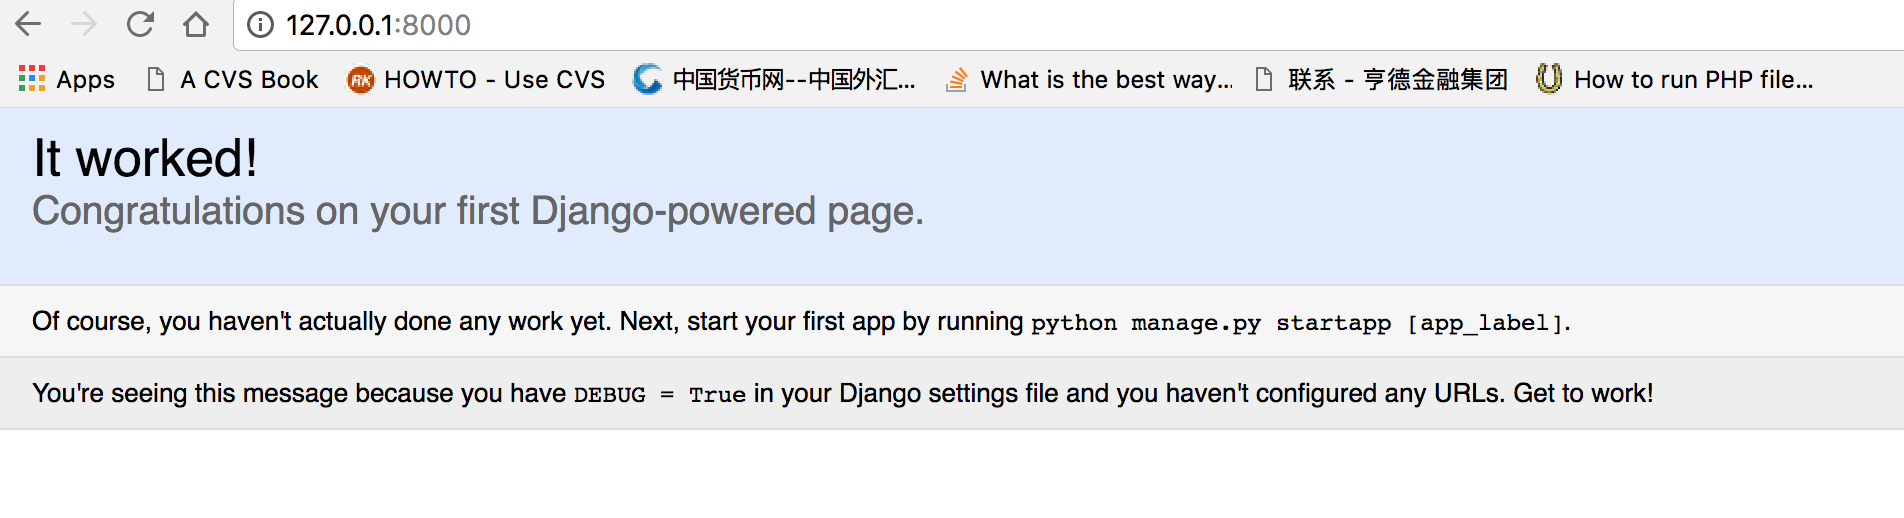 127.0.0.1:8000
Apps A CVS Book HOWTO - Use CVS 中国货币网--中国外汇... What is the best way... 联系 - 亨德金融集团 How to run PHP file...
It worked!
Congratulations on your first Django-powered page.
Of course, you haven't actually done any work yet. Next, start your first app by running python manage.py startapp [app_label].
You're seeing this message because you have DEBUG = True in your Django settings file and you haven't configured any URLs. Get to work!